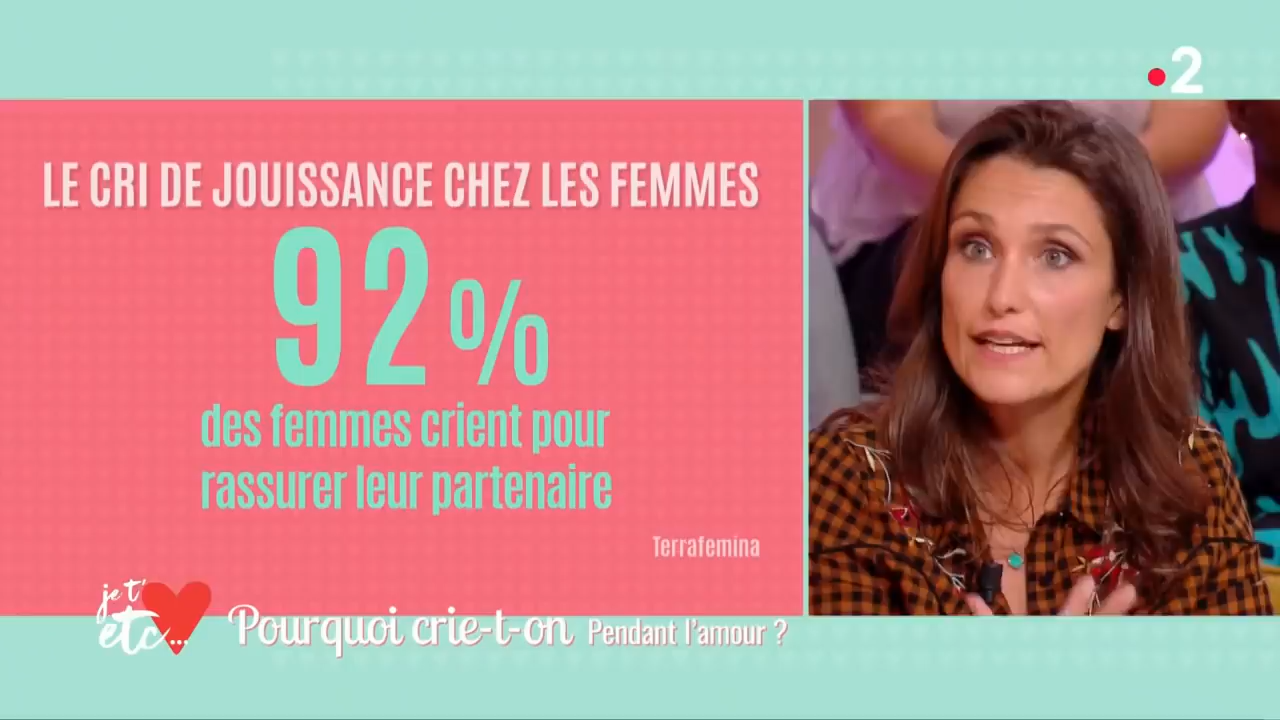 2
LE CRI DE JOUISSANCE CHEZ LES FEMMES
92 %
des femmes crient pour
rassurer leur partenaire
Terrafemina
je t'
etc...
Pourquoi crie-t-on Pendant l'amour ?